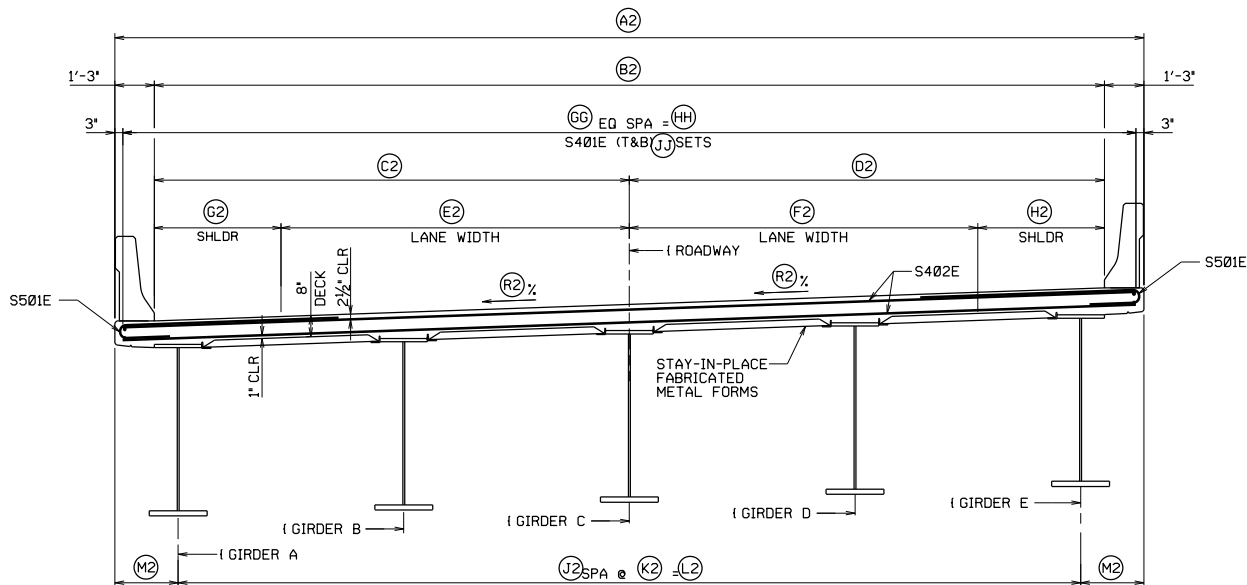 A2
1'-3" B2 1'-3"
3" GG EQ SPA = HH 3"
S401E (T&B) JJ SETS
C2 D2
G2 E2 F2 H2
SHLDR LANE WIDTH LANE WIDTH SHLDR
ROADWAY
S501E
S402E
R2 %
R2 %
S501E
8" DECK
2½" CLR
1" CLR
STAY-IN-PLACE
FABRICATED
METAL FORMS
GIRDER E
GIRDER D
GIRDER C
GIRDER B
GIRDER A
M2 J2 SPA @ K2 = L2 M2